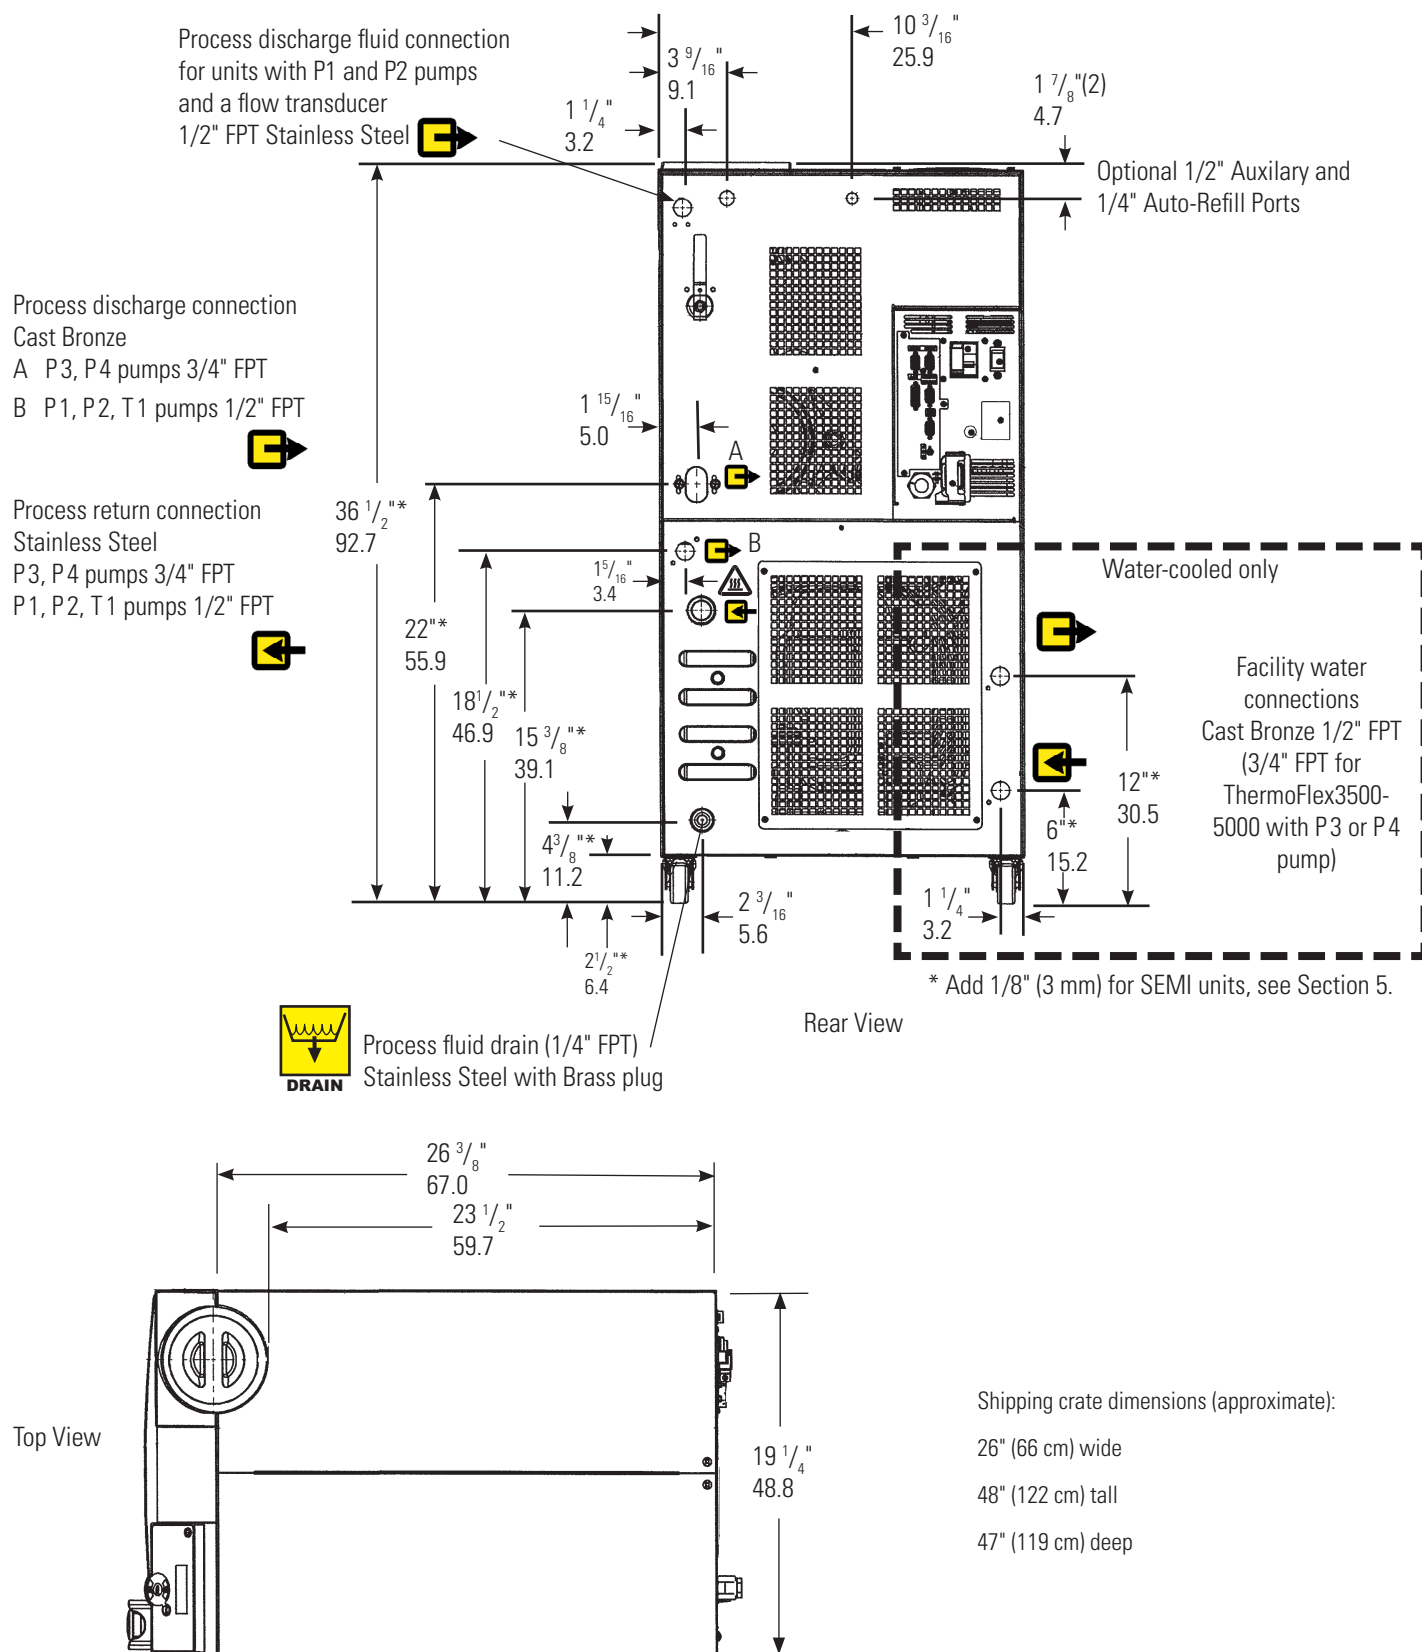 Process discharge fluid connection
for units with P1 and P2 pumps
and a flow transducer
1/2" FPT Stainless Steel
1 1/4"
3.2
3 9/16"
9.1
10 3/16"
25.9
1 7/8"(2)
4.7
Optional 1/2" Auxilary and
1/4" Auto-Refill Ports
Process discharge connection
Cast Bronze
A P3, P4 pumps 3/4" FPT
B P1, P2, T1 pumps 1/2" FPT
1 15/16"
5.0
A
Process return connection
Stainless Steel
P3, P4 pumps 3/4" FPT
P1, P2, T1 pumps 1/2" FPT
36 1/2"*
92.7
B
1 5/16"
3.4
22"*
55.9
18 1/2"*
46.9
15 3/8"*
39.1
4 3/8"*
11.2
2 1/2"*
6.4
2 3/16"
5.6
Water-cooled only
Facility water
connections
Cast Bronze 1/2" FPT
(3/4" FPT for
ThermoFlex3500-
5000 with P3 or P4
pump)
12"*
30.5
6"*
15.2
1 1/4"
3.2
* Add 1/8" (3 mm) for SEMI units, see Section 5.
Rear View
DRAIN
Process fluid drain (1/4" FPT)
Stainless Steel with Brass plug
26 3/8"
67.0
23 1/2"
59.7
Top View
19 1/4"
48.8
Shipping crate dimensions (approximate):
26" (66 cm) wide
48" (122 cm) tall
47" (119 cm) deep